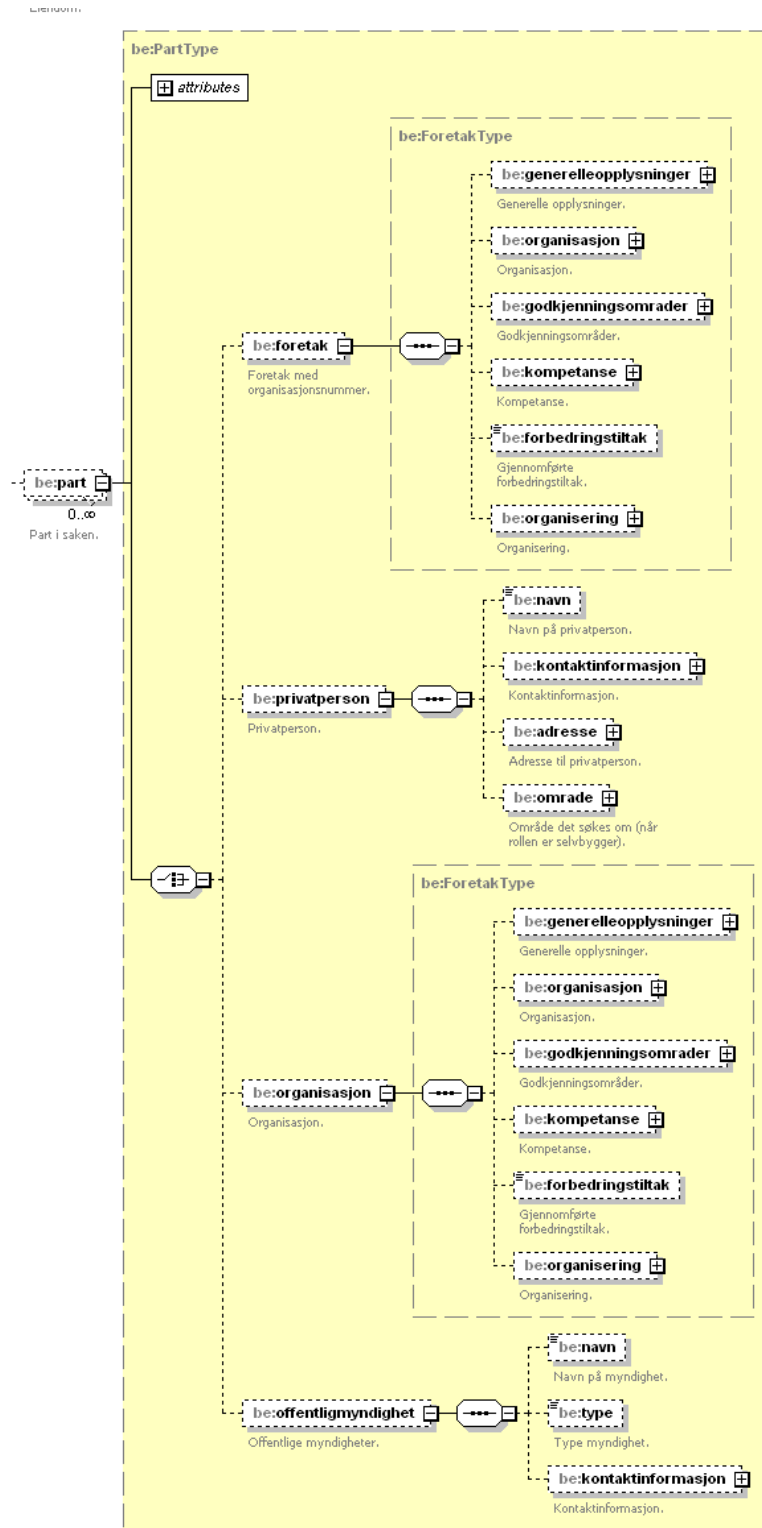 be:PartType
attributes
be:ForetakType
be:generelleopplysninger
Generelle opplysninger.
be:organisasjon
Organisasjon.
be:godkjenningsomrader
Godkjenningsområder.
be:foretak
Foretak med
organisasjonsnummer.
be:kompetanse
Kompetanse.
be:forbedringstiltak
Gjennomførte
forbedringstiltak.
be:part
0..∞
Part i saken.
be:organisering
Organisering.
be:navn
Navn på privatperson.
be:kontaktinformasjon
Kontaktinformasjon.
be:privatperson
Privatperson.
be:adresse
Adresse til privatperson.
be:omrade
Område det søkes om (når
rollen er selvbygger).
be:ForetakType
be:generelleopplysninger
Generelle opplysninger.
be:organisasjon
Organisasjon.
be:godkjenningsomrader
Godkjenningsområder.
be:organisasjon
Organisasjon.
be:kompetanse
Kompetanse.
be:forbedringstiltak
Gjennomførte
forbedringstiltak.
be:organisering
Organisering.
be:navn
Navn på myndighet.
be:offentligmyndighet
Offentlige myndigheter.
be:type
Type myndighet.
be:kontaktinformasjon
Kontaktinformasjon.